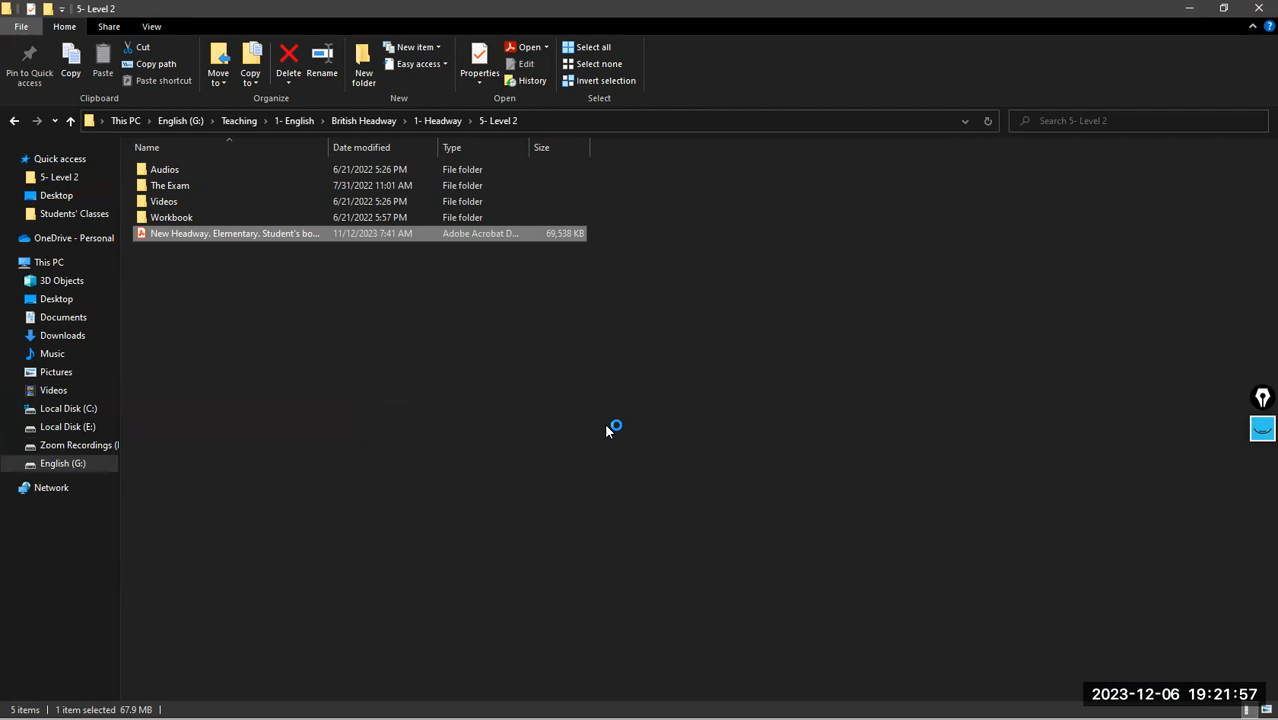 5- Level 2
File Home Share View
Pin to Quick access
Copy
Paste
Cut
Copy path
Paste shortcut
Clipboard
Move to
Copy to
Delete
Rename
Organize
New folder
New item
Easy access
New
Properties
Open
Edit
History
Open
Select all
Select none
Invert selection
Select
This PC > English (G:) > Teaching > 1- English > British Headway > 1- Headway > 5- Level 2
Search 5- Level 2
Name Date modified Type Size
Audios 6/21/2022 5:26 PM File folder
The Exam 7/31/2022 11:01 AM File folder
Videos 6/21/2022 5:26 PM File folder
Workbook 6/21/2022 5:57 PM File folder
New Headway. Elementary. Student's bo... 11/12/2023 7:41 AM Adobe Acrobat D... 69,538 KB
Quick access
5- Level 2
Desktop
Students' Classes
OneDrive - Personal
This PC
3D Objects
Desktop
Documents
Downloads
Music
Pictures
Videos
Local Disk (C:)
Local Disk (E:)
Zoom Recordings (
English (G:)
Network
2023-12-06 19:21:57
5 items 1 item selected 67.9 MB